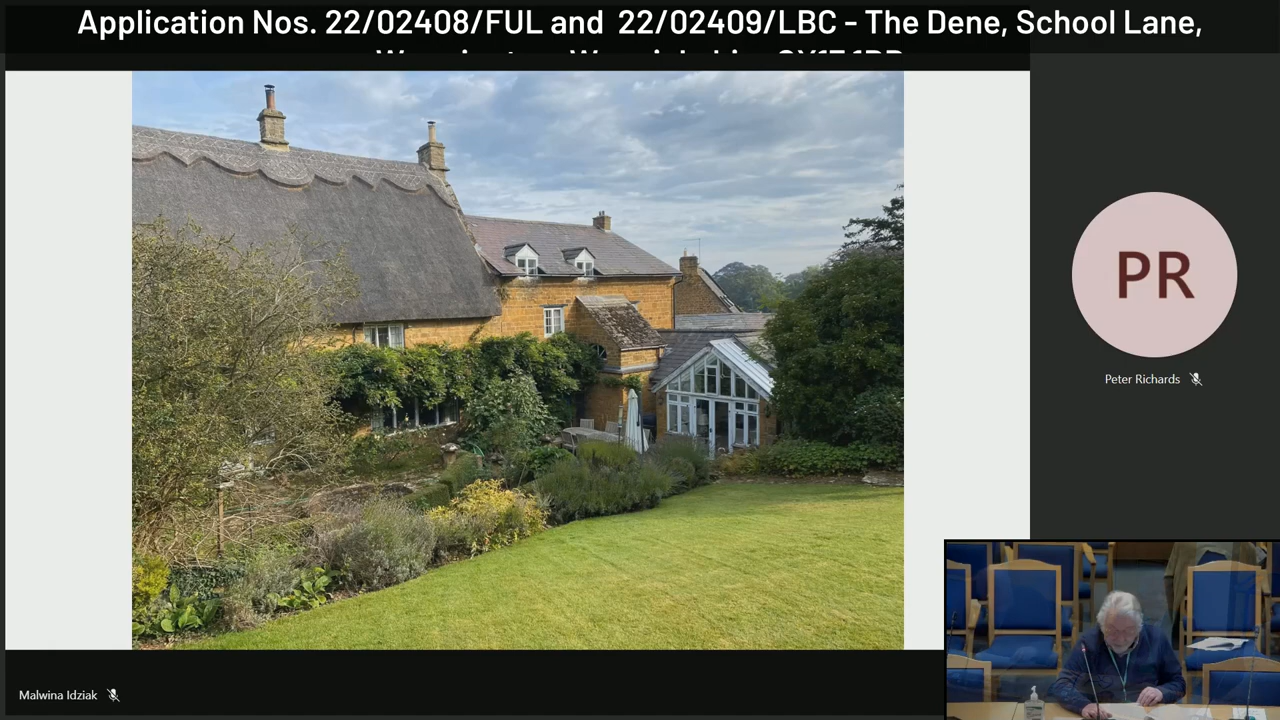 Application Nos. 22/02408/FUL and 22/02409/LBC - The Dene, School Lane,
PR
Peter Richards
Malwina Idziak